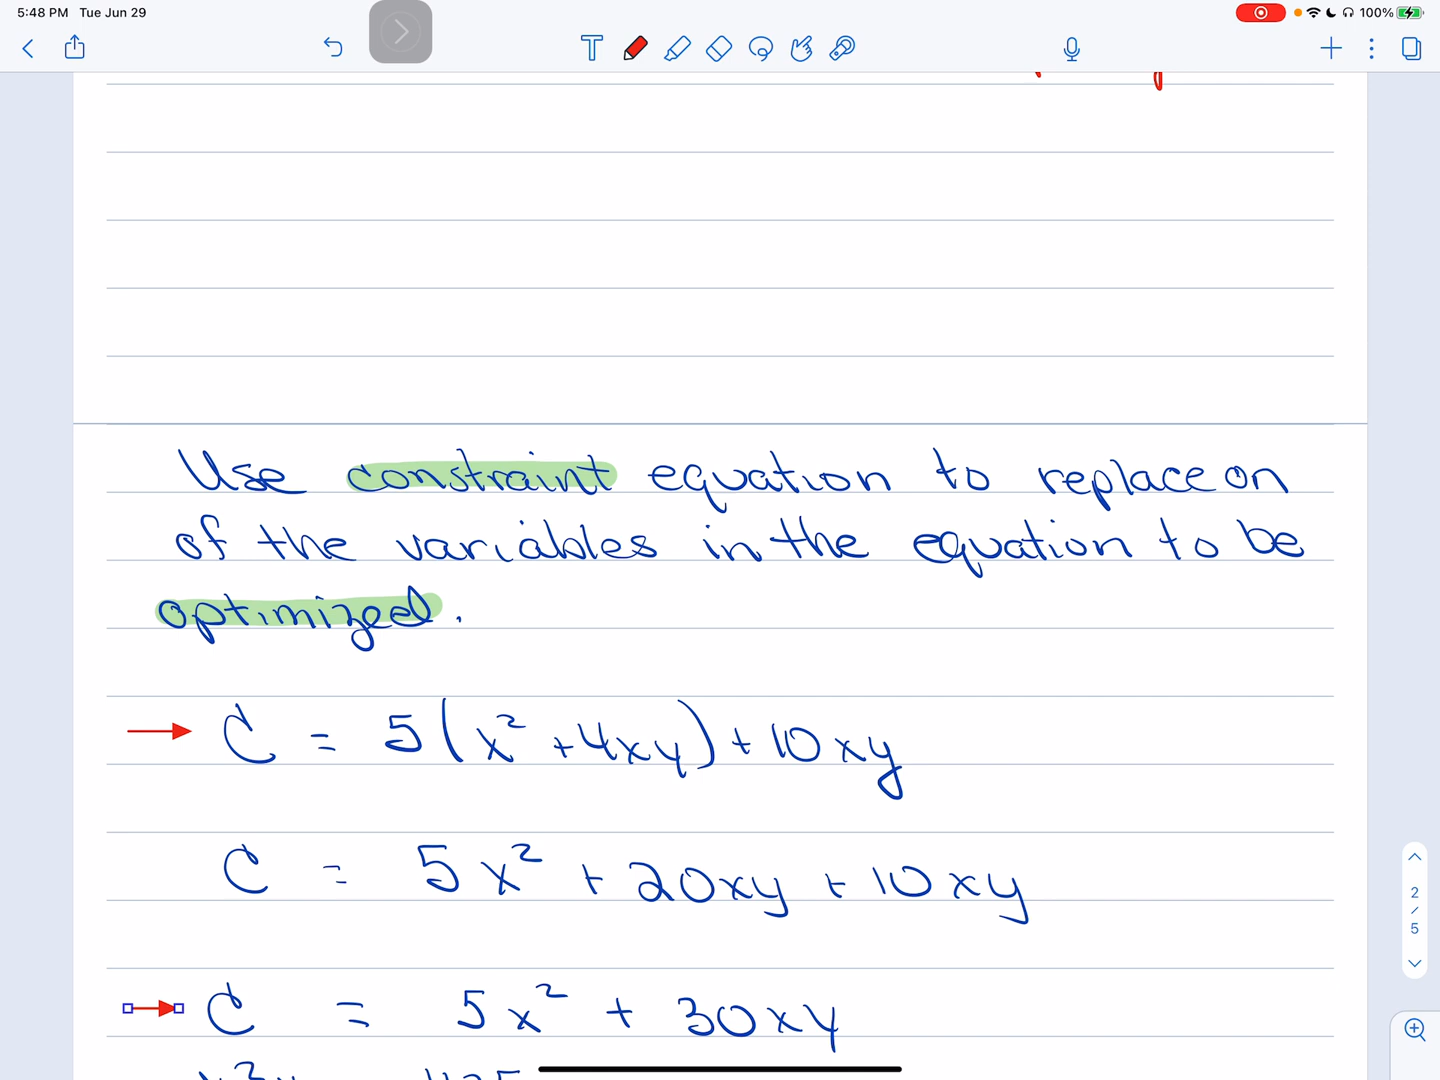 5:48 PM Tue Jun 29
100%
Use constraint equation to replace on
of the variables in the equation to be
optimized.
C = 5(x² + 4xy) + 10xy
C = 5x² + 20xy + 10xy
2
/
5
C = 5x² + 30xy